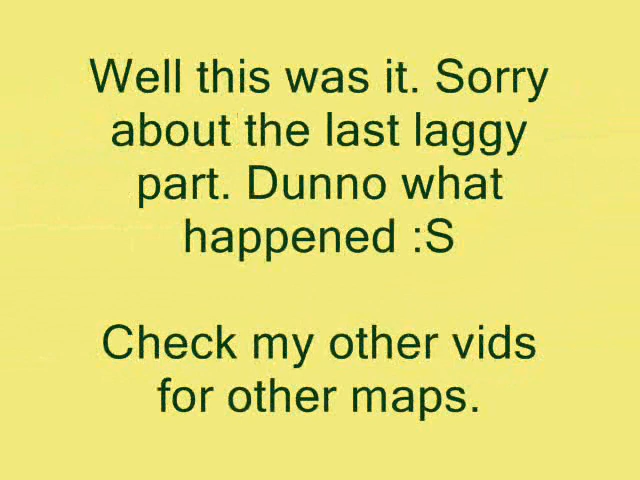 Well this was it. Sorry
about the last laggy
part. Dunno what
happened :S
Check my other vids
for other maps.